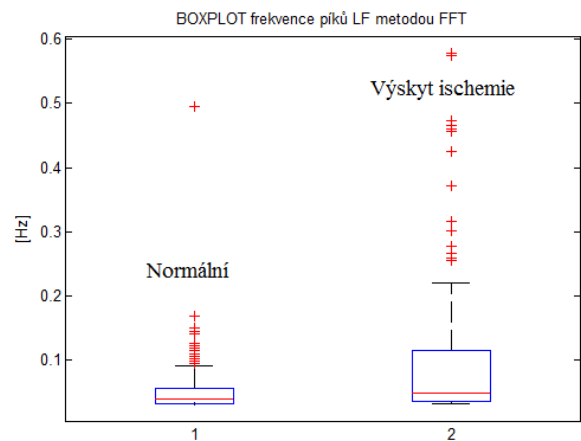 BOXPLOT frekvence píků LF metodou FFT
0.6
Výskyt ischemie
0.5
0.4
[Hz]
0.3
Normální
0.2
0.1
1 2